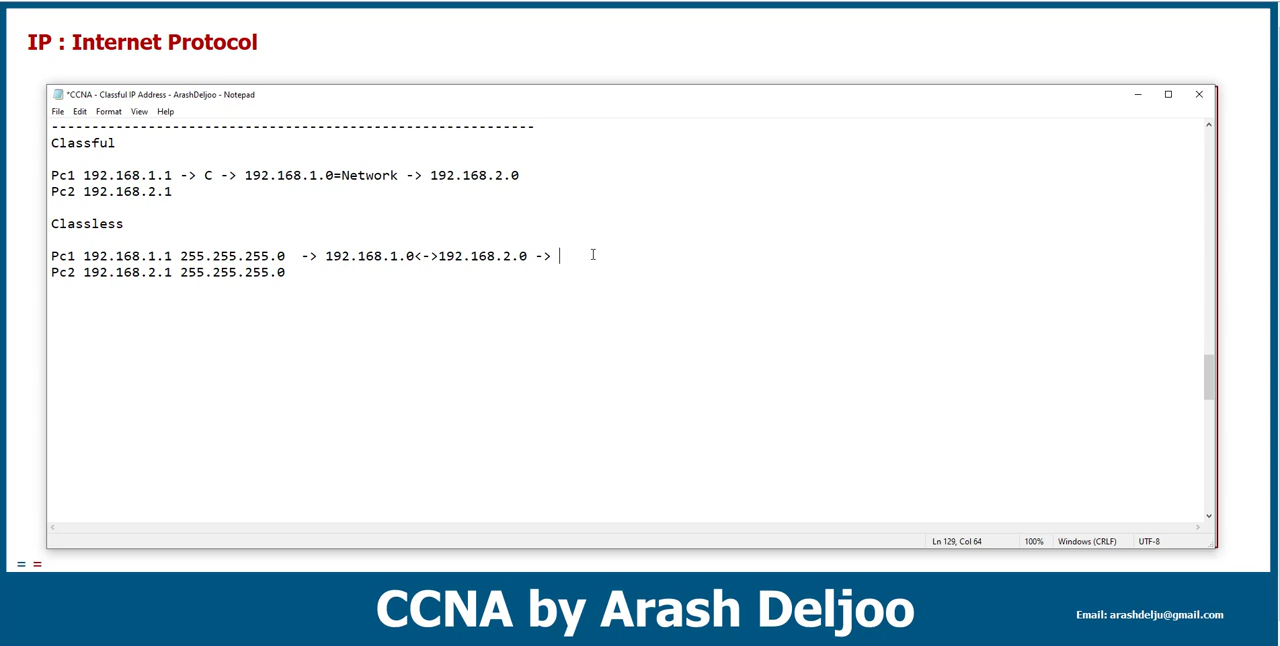 IP : Internet Protocol
*CCNA - Classful IP Address - ArashDeljoo - Notepad
File Edit Format View Help
------------------------------------------------------------
Classful
Pc1 192.168.1.1 -> C -> 192.168.1.0=Network -> 192.168.2.0
Pc2 192.168.2.1
Classless
Pc1 192.168.1.1 255.255.255.0  -> 192.168.1.0<->192.168.2.0 ->
Pc2 192.168.2.1 255.255.255.0
Ln 129, Col 64 100% Windows (CRLF) UTF-8
= =
CCNA by Arash Deljoo
Email: arashdelju@gmail.com